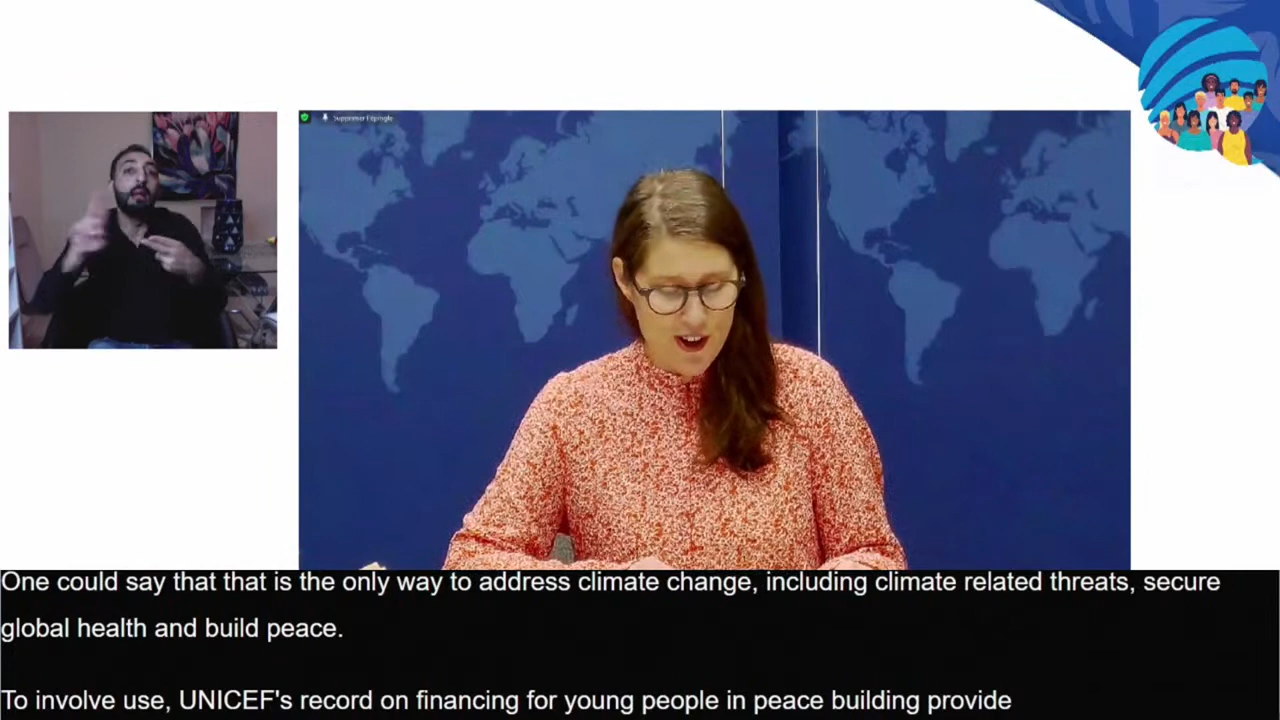 One could say that that is the only way to address climate change, including climate related threats, secure
global health and build peace.
To involve use, UNICEF's record on financing for young people in peace building provide